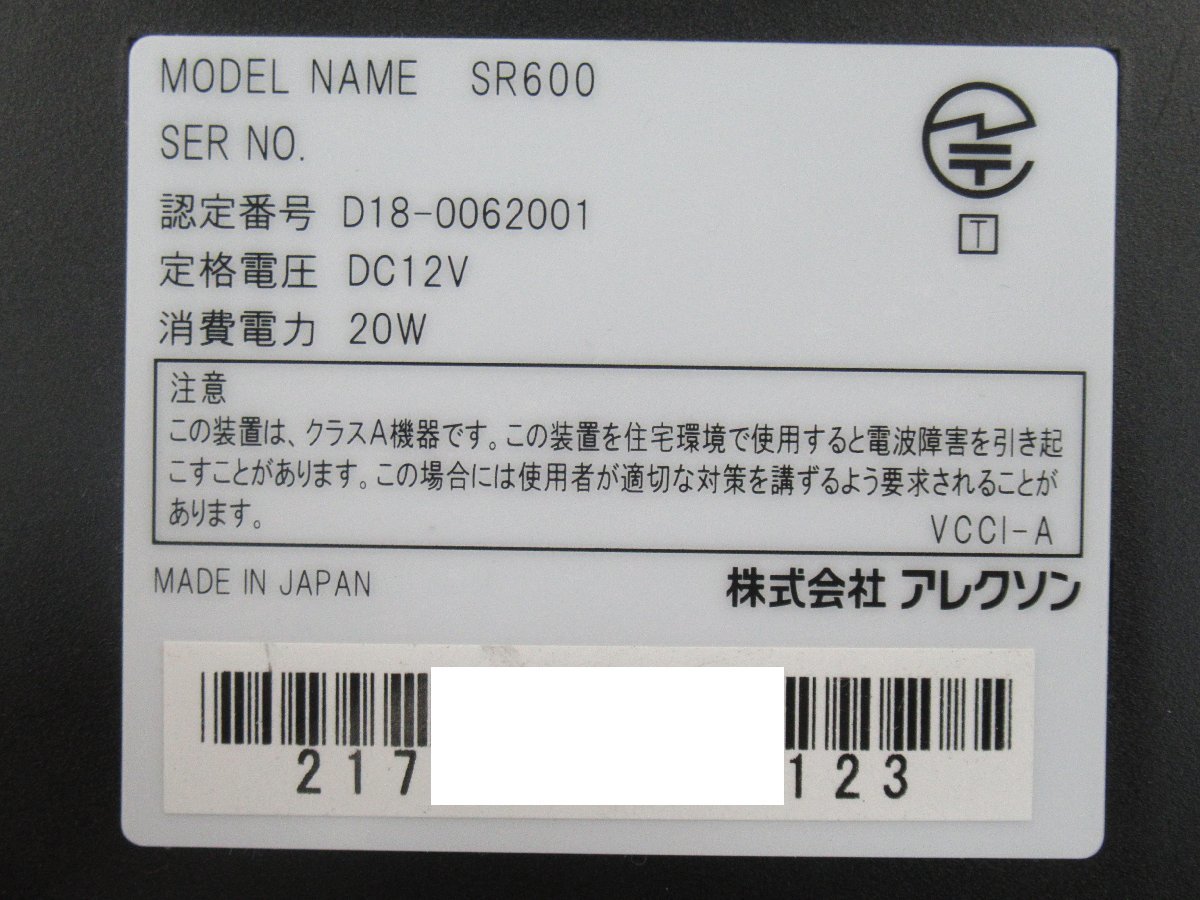 MODEL NAME SR600
SER NO.
認定番号 D18-0062001
T
定格電圧 DC12V
消費電力 20W
注意
この装置は、クラスA機器です。この装置を住宅環境で使用すると電波障害を引き起
こすことがあります。この場合には使用者が適切な対策を講ずるよう要求されることが
あります。
VCCI-A
MADE IN JAPAN 株式会社 アレクソン
217 123